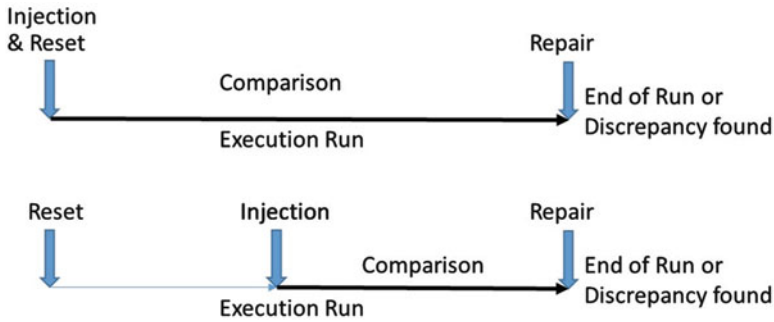 Injection
& Reset
Repair
Comparison
End of Run or
Discrepancy found
Execution Run
Reset
Injection
Repair
Comparison
End of Run or
Discrepancy found
Execution Run